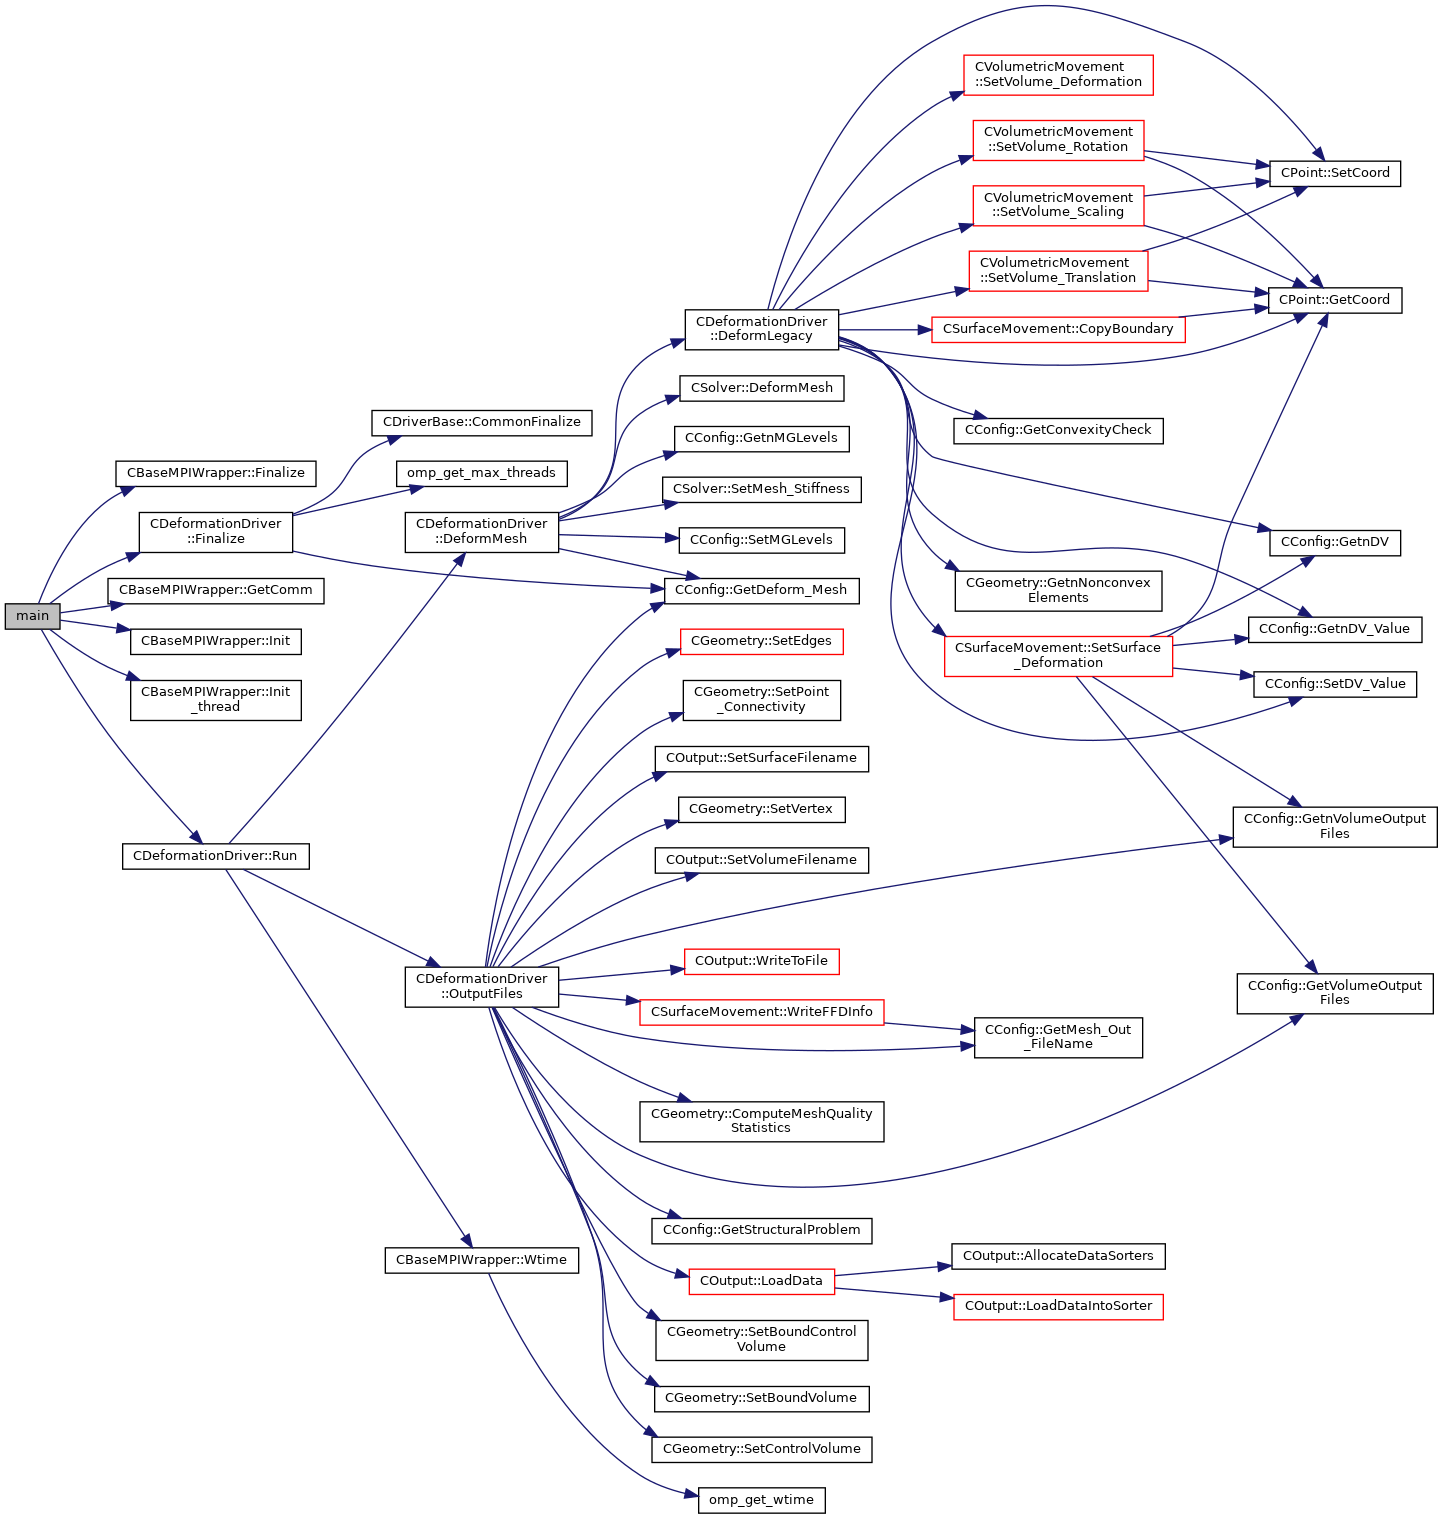 main
CBaseMPIWrapper::Finalize
CDeformationDriver
::Finalize
CBaseMPIWrapper::GetComm
CBaseMPIWrapper::Init
CBaseMPIWrapper::Init
_thread
CDeformationDriver::Run
CDriverBase::CommonFinalize
omp_get_max_threads
CDeformationDriver
::DeformMesh
CDeformationDriver
::OutputFiles
CBaseMPIWrapper::Wtime
CDeformationDriver
::DeformLegacy
CSolver::DeformMesh
CConfig::GetnMGLevels
CSolver::SetMesh_Stiffness
CConfig::SetMGLevels
CConfig::GetDeform_Mesh
CGeometry::SetEdges
CGeometry::SetPoint
_Connectivity
COutput::SetSurfaceFilename
CGeometry::SetVertex
COutput::SetVolumeFilename
COutput::WriteToFile
CSurfaceMovement::WriteFFDInfo
CGeometry::ComputeMeshQuality
Statistics
CConfig::GetStructuralProblem
COutput::LoadData
CGeometry::SetBoundControl
Volume
CGeometry::SetBoundVolume
CGeometry::SetControlVolume
omp_get_wtime
CVolumetricMovement
::SetVolume_Deformation
CVolumetricMovement
::SetVolume_Rotation
CVolumetricMovement
::SetVolume_Scaling
CVolumetricMovement
::SetVolume_Translation
CSurfaceMovement::CopyBoundary
CConfig::GetConvexityCheck
CGeometry::GetnNonconvex
Elements
CSurfaceMovement::SetSurface
_Deformation
CConfig::GetMesh_Out
_FileName
COutput::AllocateDataSorters
COutput::LoadDataIntoSorter
CPoint::SetCoord
CPoint::GetCoord
CConfig::GetnDV
CConfig::GetnDV_Value
CConfig::SetDV_Value
CConfig::GetnVolumeOutput
Files
CConfig::GetVolumeOutput
Files